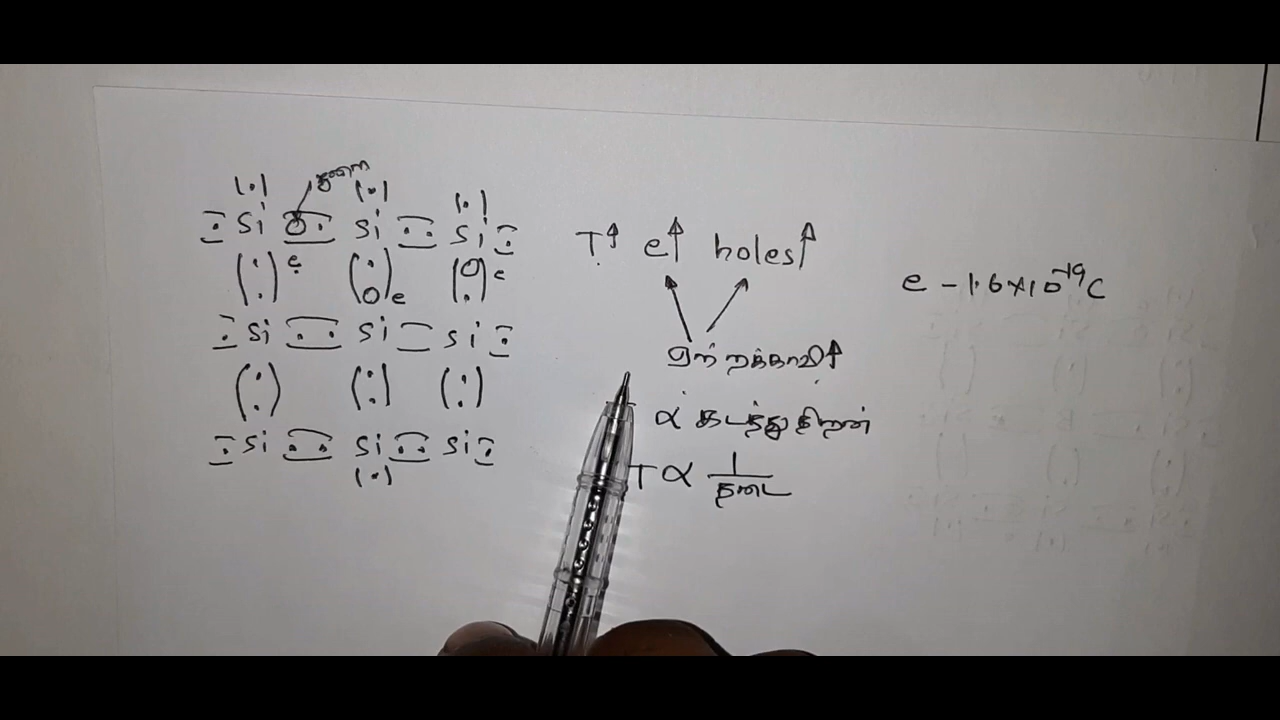 துளை
Si Si Si
e e e
Si Si Si
Si Si Si
T↑ e↑ holes↑
ஏற்றக்காவி↑
T α கடத்துதிறன்
T α 1/தடை
e - 1.6×10⁻¹⁹C